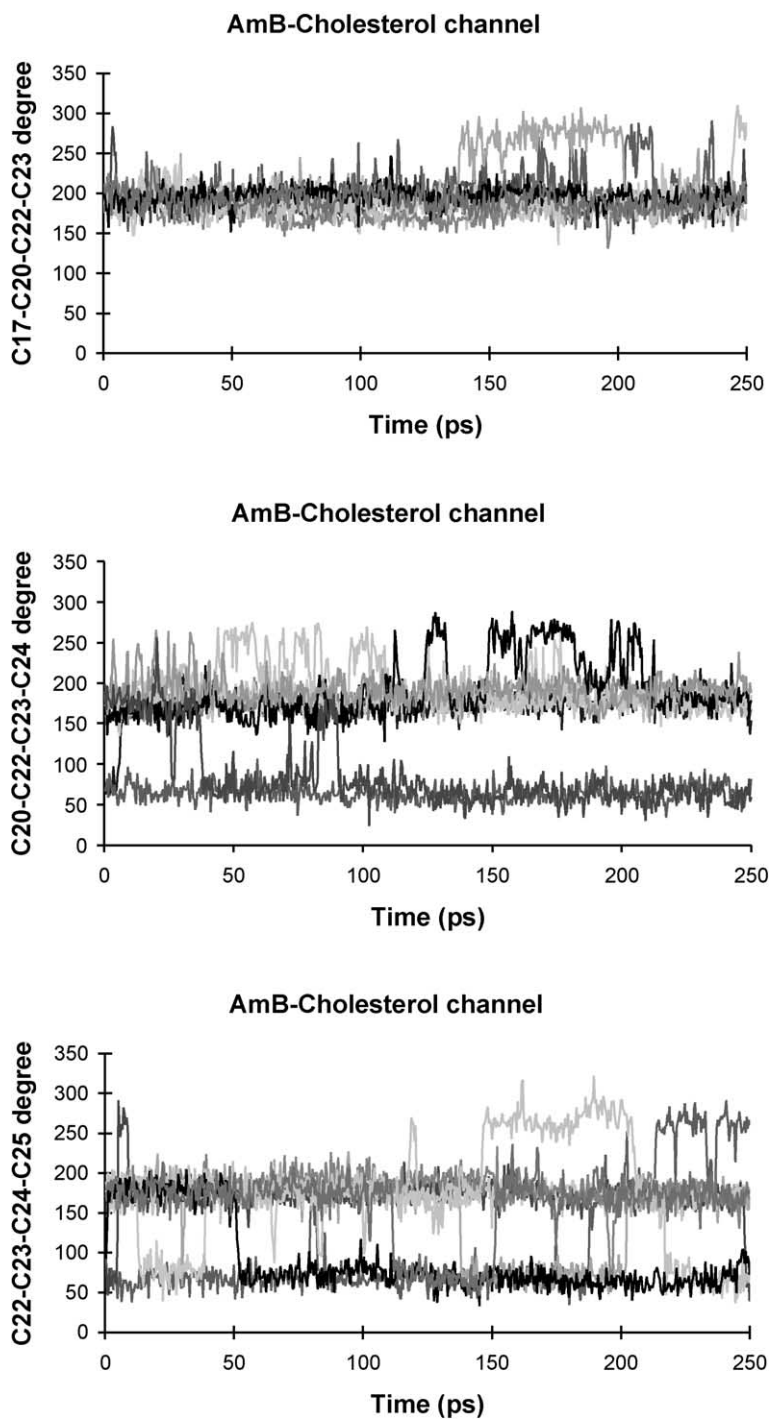 AmB-Cholesterol channel
C17-C20-C22-C23 degree
350
300
250
200
150
100
50
0
0 50 100 150 200 250
Time (ps)
AmB-Cholesterol channel
C20-C22-C23-C24 degree
350
300
250
200
150
100
50
0
0 50 100 150 200 250
Time (ps)
AmB-Cholesterol channel
C22-C23-C24-C25 degree
350
300
250
200
150
100
50
0
0 50 100 150 200 250
Time (ps)